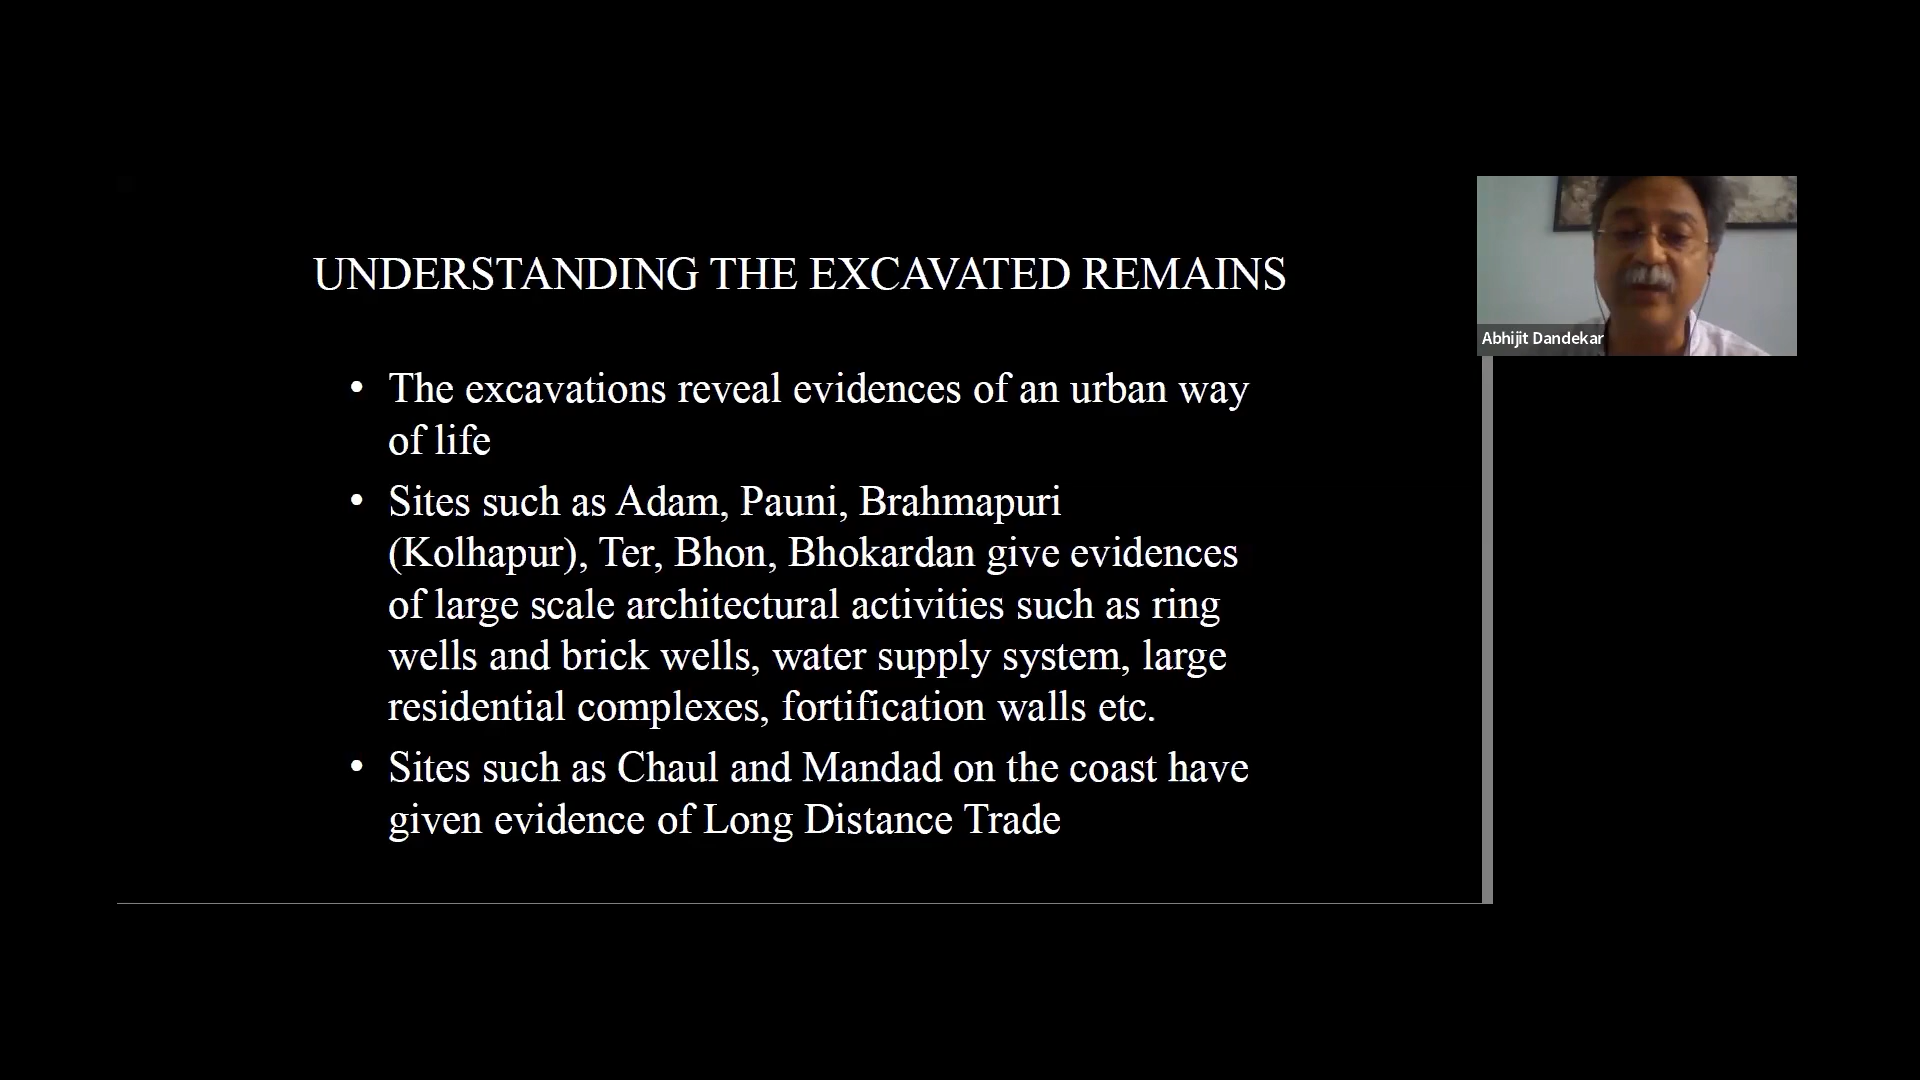 UNDERSTANDING THE EXCAVATED REMAINS
• The excavations reveal evidences of an urban way
of life
• Sites such as Adam, Pauni, Brahmapuri
(Kolhapur), Ter, Bhon, Bhokardan give evidences
of large scale architectural activities such as ring
wells and brick wells, water supply system, large
residential complexes, fortification walls etc.
• Sites such as Chaul and Mandad on the coast have
given evidence of Long Distance Trade
Abhijit Dandekar